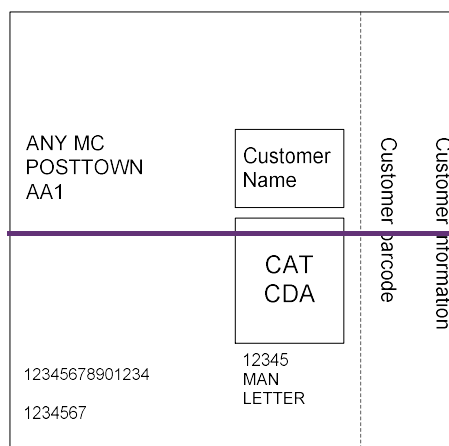 ANY MC
POSTTOWN
AA1
Customer
Name
CAT
CDA
12345678901234
1234567
12345
MAN
LETTER
Customer barcode
Customer information